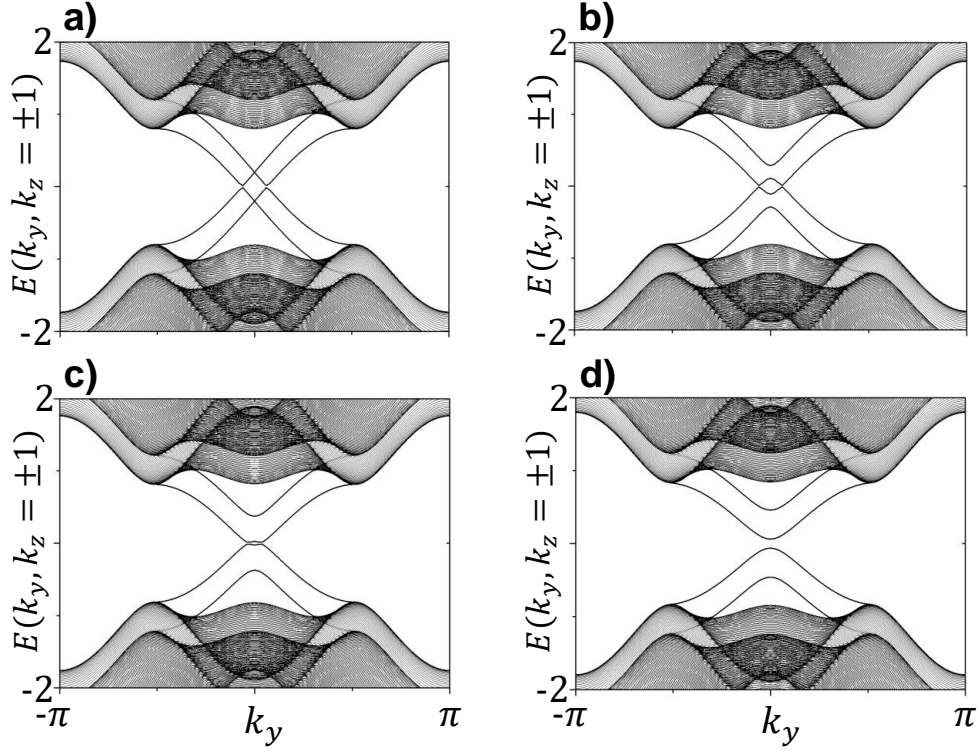 a)
b)
2
2
E(k_y, k_z = ±1)
E(k_y, k_z = ±1)
-2
-2
c)
d)
2
2
E(k_y, k_z = ±1)
E(k_y, k_z = ±1)
-2
-2
-π k_y π
-π k_y π